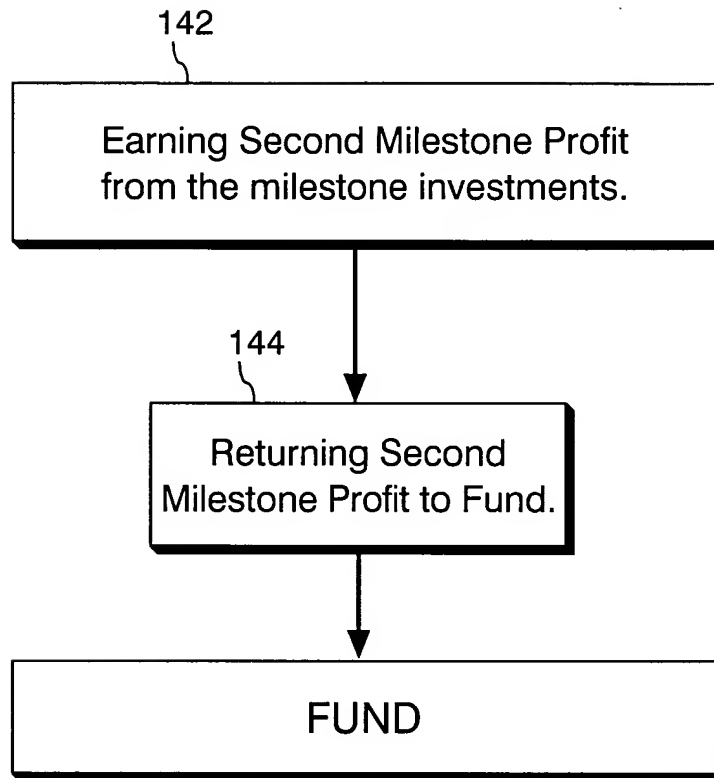 142
Earning Second Milestone Profit
from the milestone investments.
144
Returning Second
Milestone Profit to Fund.
FUND